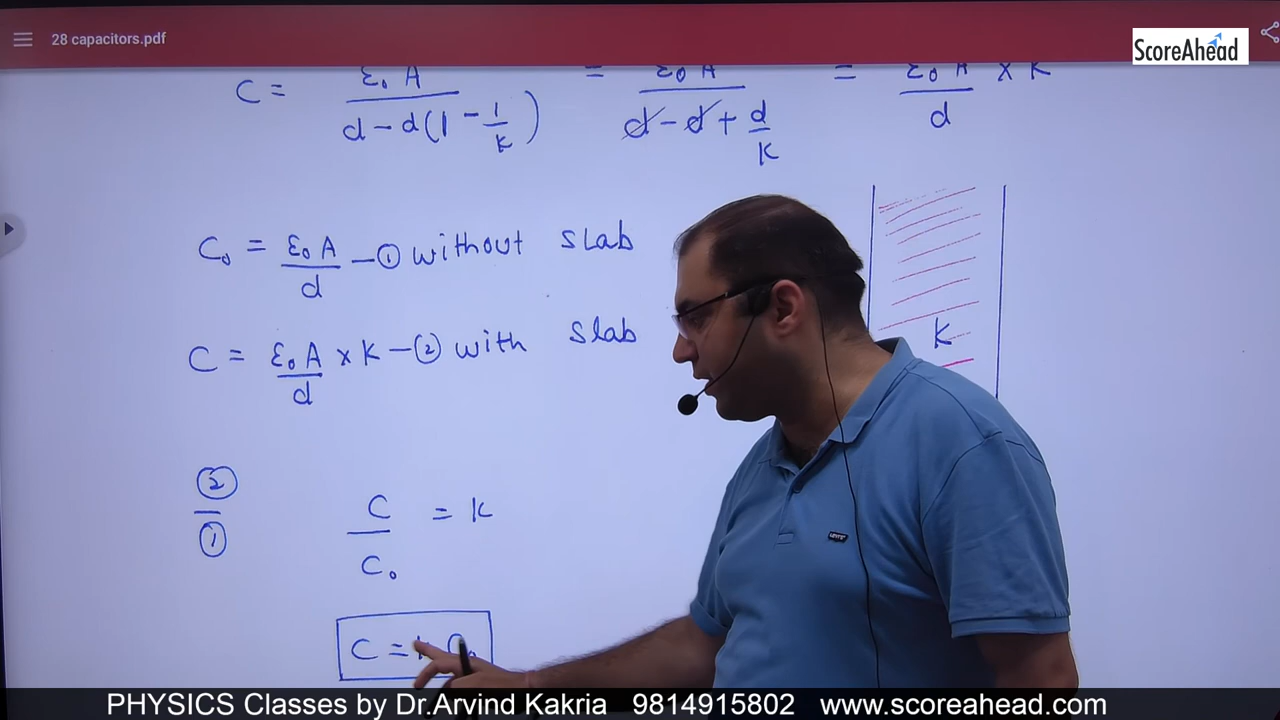 28 capacitors.pdf
ScoreAhead
C = ε₀ A / d - d(1 - 1/k) = ε₀ A / d - d + d/k = ε₀ A / d × K
C₀ = ε₀ A / d — ① without slab
C = ε₀ A / d × K — ② with slab
K
② / ① C / C₀ = K
C =
LEVI'S
PHYSICS Classes by Dr.Arvind Kakria 9814915802 www.scoreahead.com